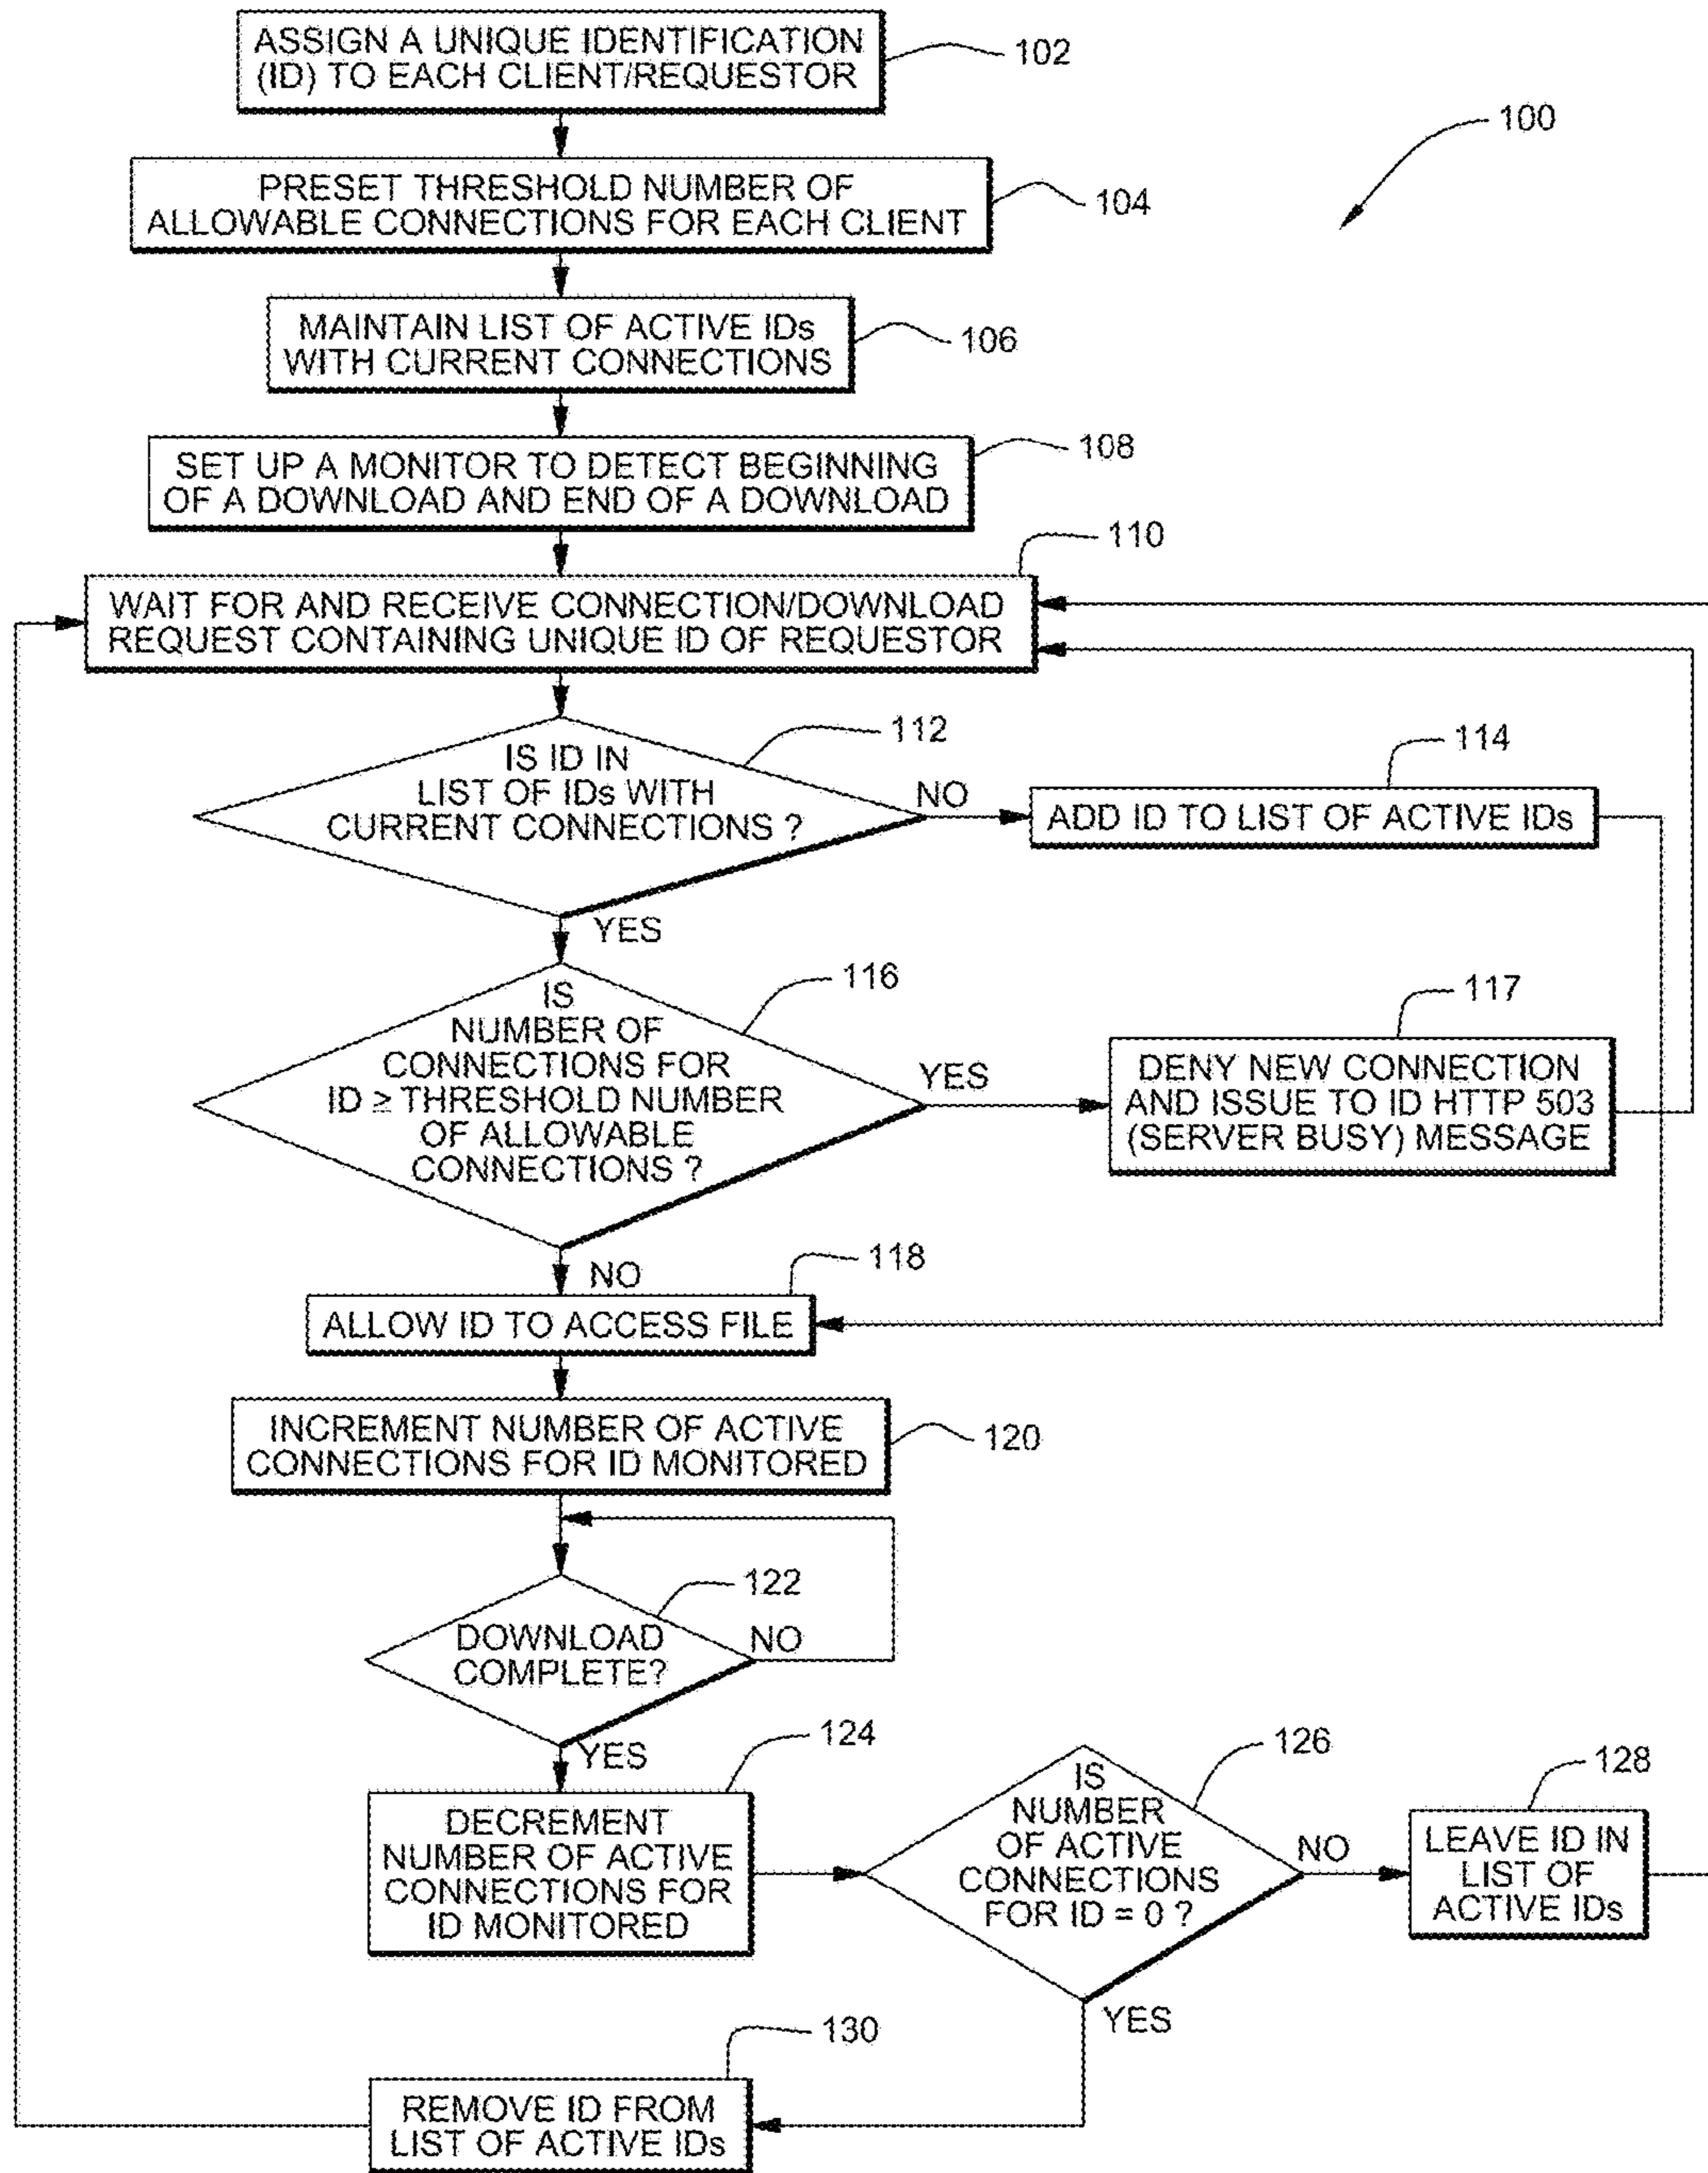 ASSIGN A UNIQUE IDENTIFICATION
(ID) TO EACH CLIENT/REQUESTOR
102
100
PRESET THRESHOLD NUMBER OF
ALLOWABLE CONNECTIONS FOR EACH CLIENT
104
MAINTAIN LIST OF ACTIVE IDs
WITH CURRENT CONNECTIONS
106
SET UP A MONITOR TO DETECT BEGINNING
OF A DOWNLOAD AND END OF A DOWNLOAD
108
110
WAIT FOR AND RECEIVE CONNECTION/DOWNLOAD
REQUEST CONTAINING UNIQUE ID OF REQUESTOR
112
IS ID IN
LIST OF IDs WITH
CURRENT CONNECTIONS ?
NO
114
ADD ID TO LIST OF ACTIVE IDs
YES
116
IS
NUMBER OF
CONNECTIONS FOR
ID ≥ THRESHOLD NUMBER
OF ALLOWABLE
CONNECTIONS ?
YES
117
DENY NEW CONNECTION
AND ISSUE TO ID HTTP 503
(SERVER BUSY) MESSAGE
NO
118
ALLOW ID TO ACCESS FILE
INCREMENT NUMBER OF ACTIVE
CONNECTIONS FOR ID MONITORED
120
122
DOWNLOAD
COMPLETE?
NO
YES
124
DECREMENT
NUMBER OF ACTIVE
CONNECTIONS FOR
ID MONITORED
126
IS
NUMBER
OF ACTIVE
CONNECTIONS
FOR ID = 0 ?
NO
128
LEAVE ID IN
LIST OF
ACTIVE IDs
YES
130
REMOVE ID FROM
LIST OF ACTIVE IDs